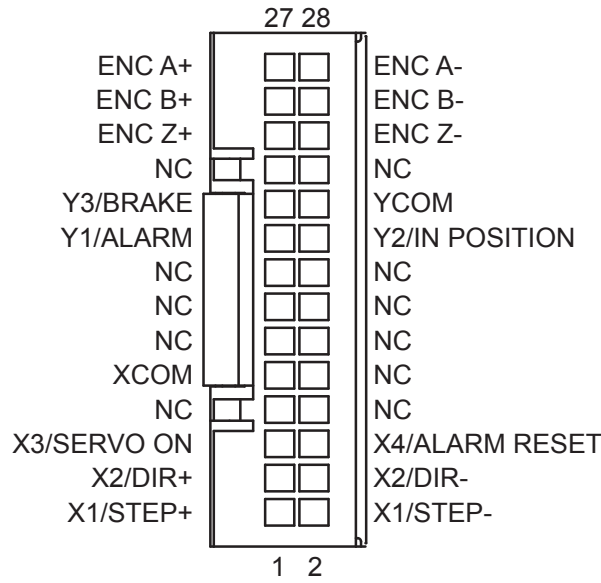 27 28
ENC A+ ENC A-
ENC B+ ENC B-
ENC Z+ ENC Z-
NC NC
Y3/BRAKE YCOM
Y1/ALARM Y2/IN POSITION
NC NC
NC NC
NC NC
XCOM NC
NC NC
X3/SERVO ON X4/ALARM RESET
X2/DIR+ X2/DIR-
X1/STEP+ X1/STEP-
1 2